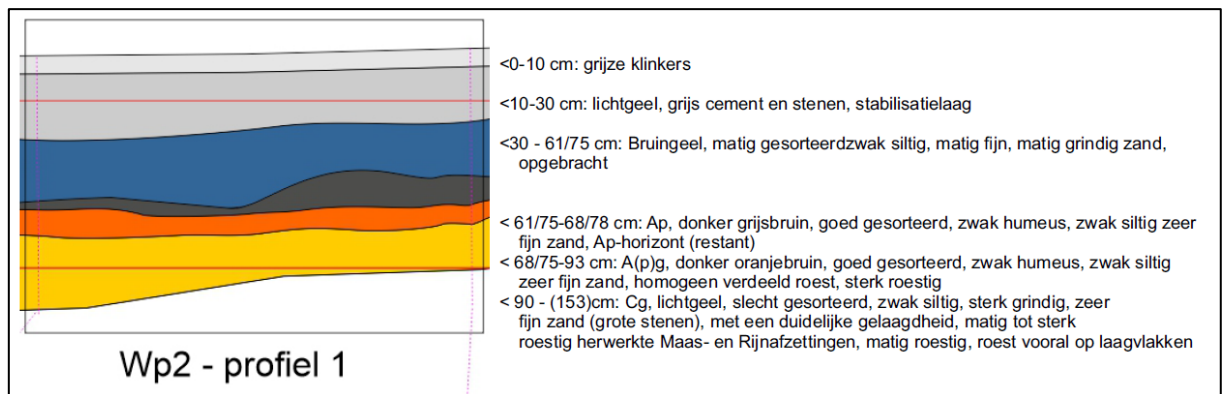 <0-10 cm: grijze klinkers
<10-30 cm: lichtgeel, grijs cement en stenen, stabilisatielaag
<30 - 61/75 cm: Bruingeel, matig gesorteerdzwak siltig, matig fijn, matig grindig zand,
opgebracht
< 61/75-68/78 cm: Ap, donker grijsbruin, goed gesorteerd, zwak humeus, zwak siltig zeer
fijn zand, Ap-horizont (restant)
< 68/75-93 cm: A(p)g, donker oranjebruin, goed gesorteerd, zwak humeus, zwak siltig
zeer fijn zand, homogeen verdeeld roest, sterk roestig
< 90 - (153)cm: Cg, lichtgeel, slecht gesorteerd, zwak siltig, sterk grindig, zeer
fijn zand (grote stenen), met een duidelijke gelaagdheid, matig tot sterk
roestig herwerkte Maas- en Rijnafzettingen, matig roestig, roest vooral op laagvlakken
Wp2 - profiel 1